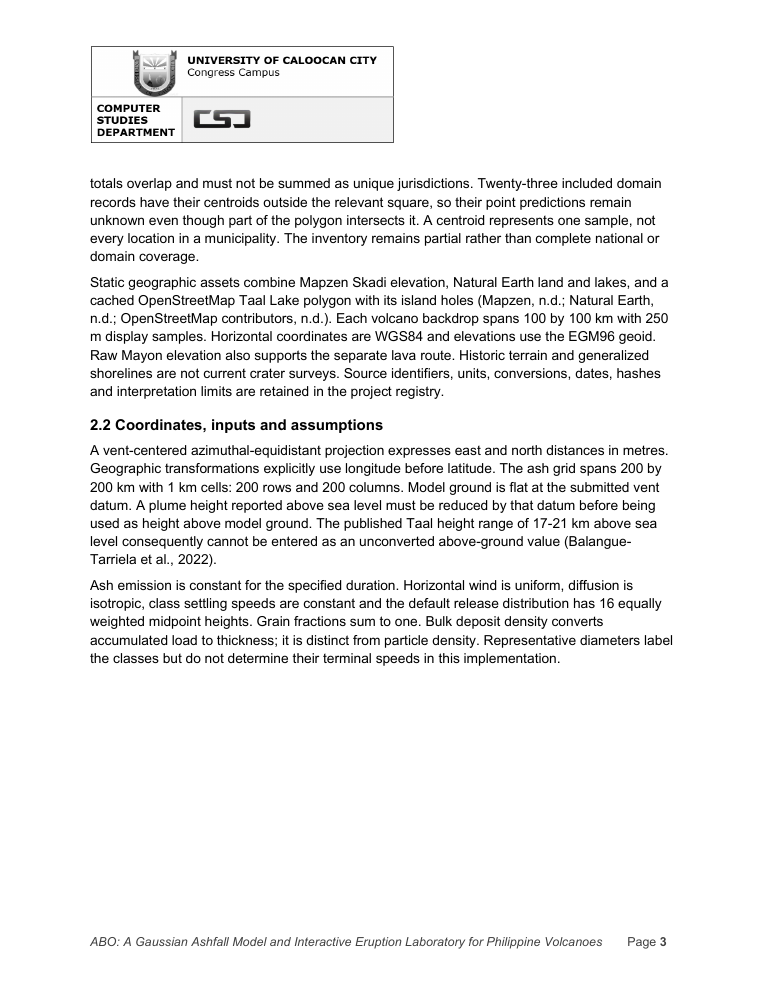 UNIVERSITY OF CALOOCAN CITY
Congress Campus
COMPUTER
STUDIES
DEPARTMENT
CSD
totals overlap and must not be summed as unique jurisdictions. Twenty-three included domain
records have their centroids outside the relevant square, so their point predictions remain
unknown even though part of the polygon intersects it. A centroid represents one sample, not
every location in a municipality. The inventory remains partial rather than complete national or
domain coverage.
Static geographic assets combine Mapzen Skadi elevation, Natural Earth land and lakes, and a
cached OpenStreetMap Taal Lake polygon with its island holes (Mapzen, n.d.; Natural Earth,
n.d.; OpenStreetMap contributors, n.d.). Each volcano backdrop spans 100 by 100 km with 250
m display samples. Horizontal coordinates are WGS84 and elevations use the EGM96 geoid.
Raw Mayon elevation also supports the separate lava route. Historic terrain and generalized
shorelines are not current crater surveys. Source identifiers, units, conversions, dates, hashes
and interpretation limits are retained in the project registry.
2.2 Coordinates, inputs and assumptions
A vent-centered azimuthal-equidistant projection expresses east and north distances in metres.
Geographic transformations explicitly use longitude before latitude. The ash grid spans 200 by
200 km with 1 km cells: 200 rows and 200 columns. Model ground is flat at the submitted vent
datum. A plume height reported above sea level must be reduced by that datum before being
used as height above model ground. The published Taal height range of 17-21 km above sea
level consequently cannot be entered as an unconverted above-ground value (Balangue-
Tarriela et al., 2022).
Ash emission is constant for the specified duration. Horizontal wind is uniform, diffusion is
isotropic, class settling speeds are constant and the default release distribution has 16 equally
weighted midpoint heights. Grain fractions sum to one. Bulk deposit density converts
accumulated load to thickness; it is distinct from particle density. Representative diameters label
the classes but do not determine their terminal speeds in this implementation.
ABO: A Gaussian Ashfall Model and Interactive Eruption Laboratory for Philippine Volcanoes Page 3